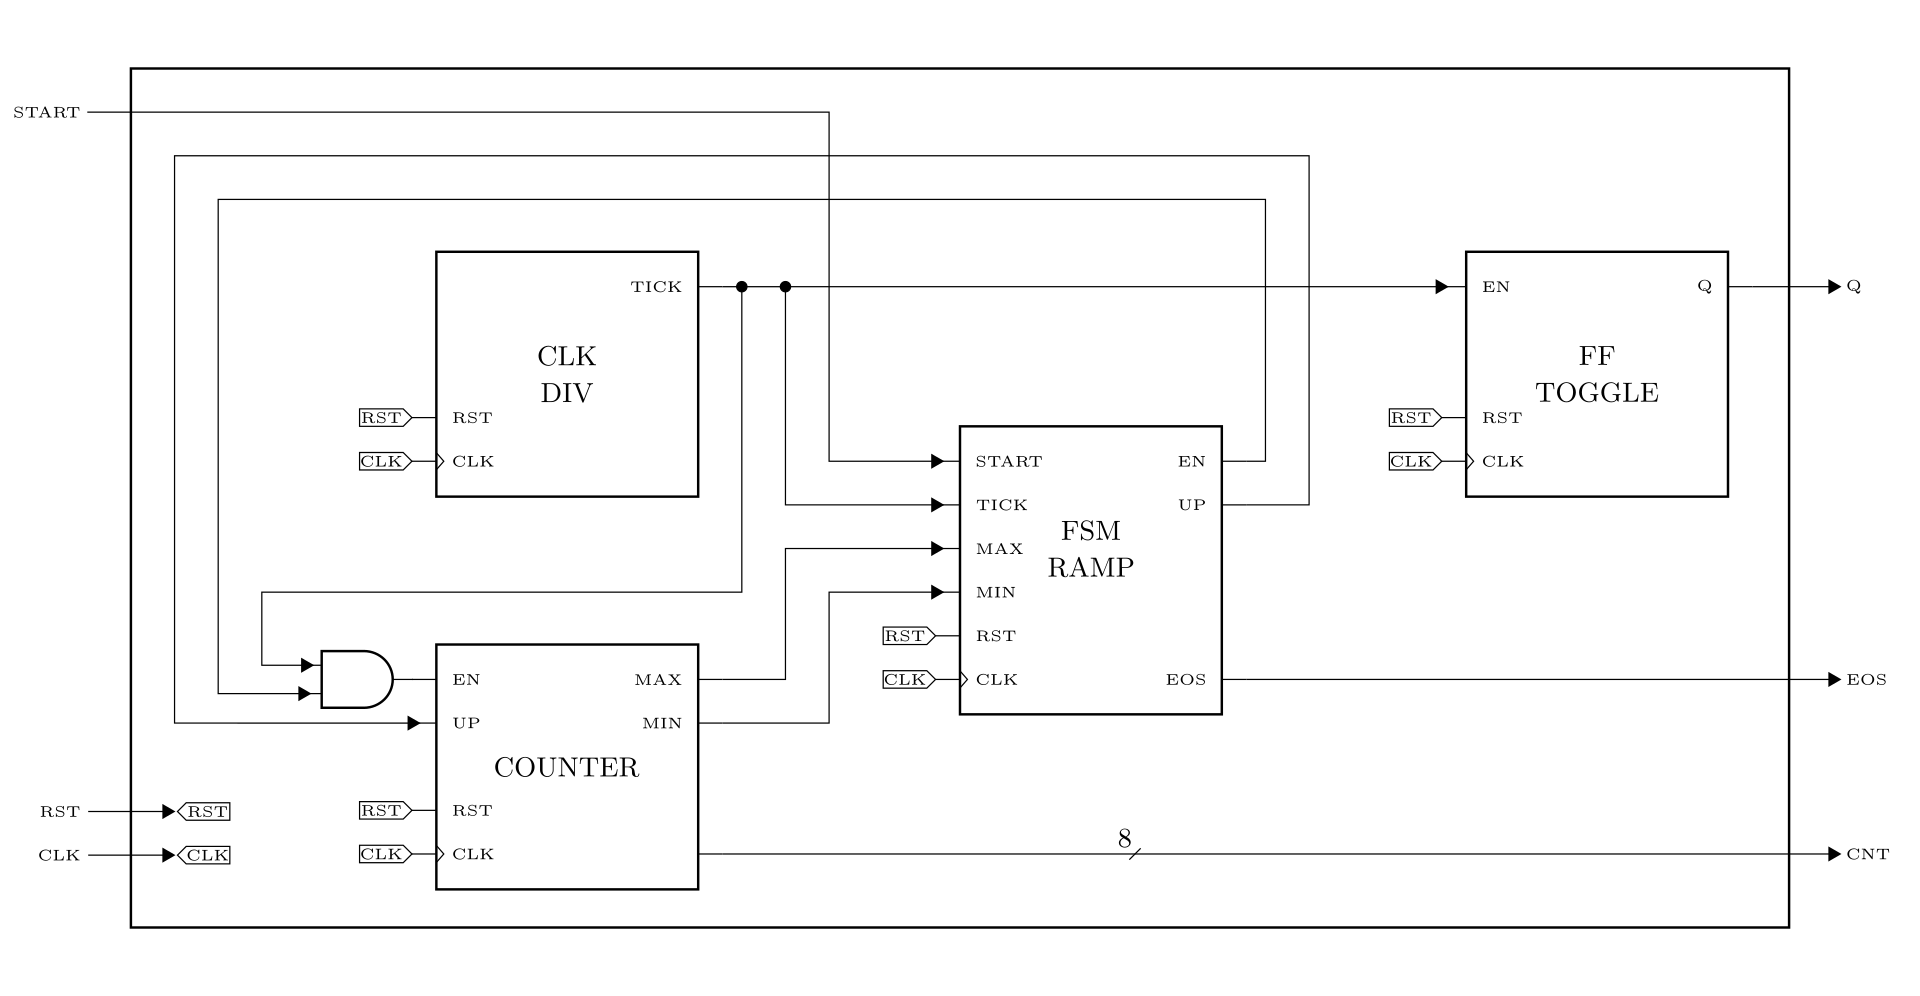 START
TICK
EN
Q
Q
CLK
DIV
FF
TOGGLE
RST
RST
RST
RST
CLK
CLK
START
EN
CLK
CLK
TICK
UP
FSM
RAMP
MAX
MIN
RST
RST
EN
MAX
CLK
CLK
EOS
EOS
UP
MIN
COUNTER
RST
RST
RST
RST
8
CLK
CLK
CLK
CLK
CNT